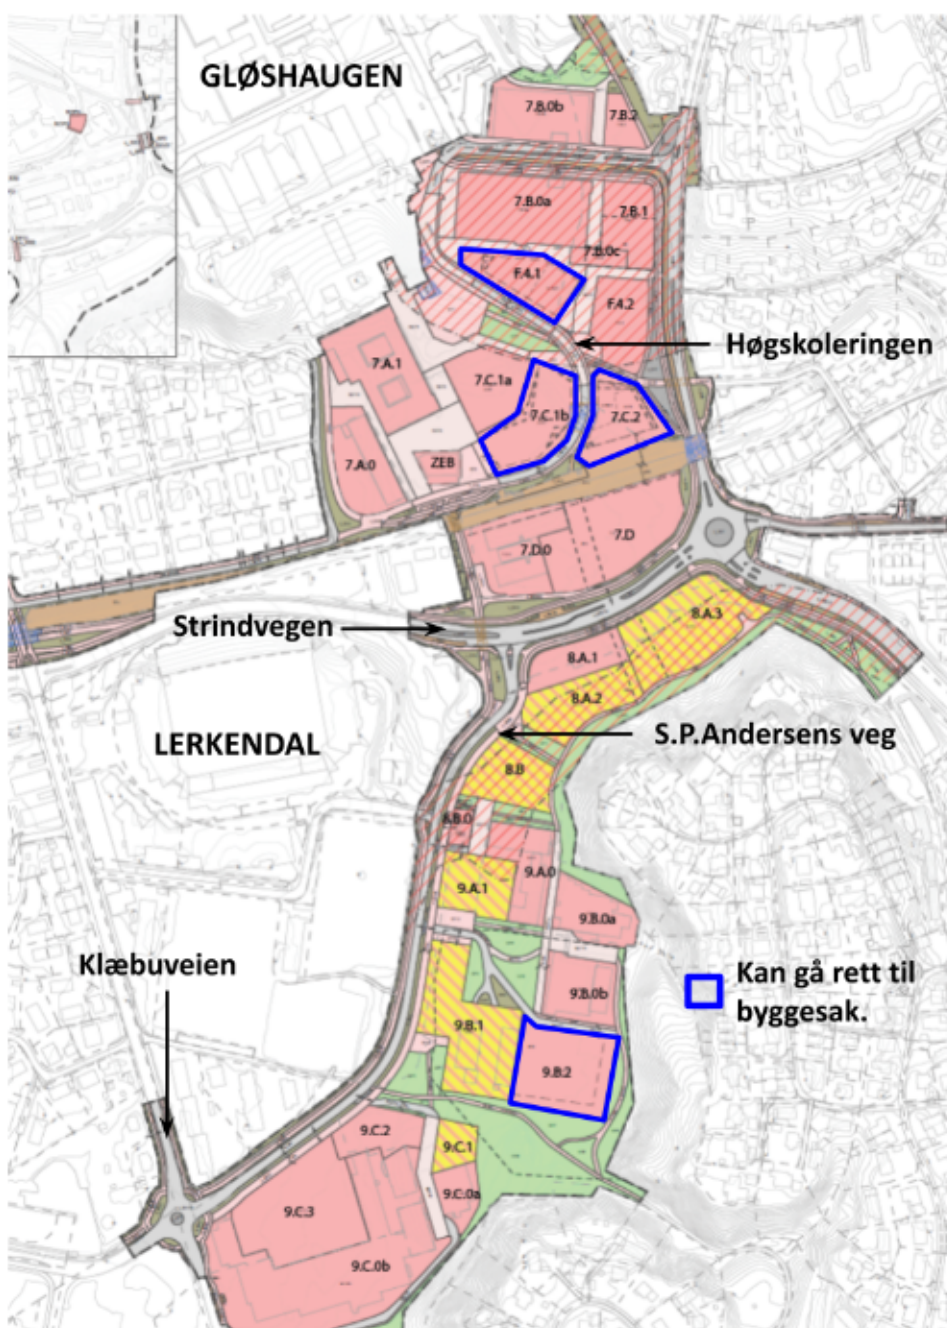 GLØSHAUGEN
7.B.0b
7.B.2
7.B.0a
7.B.1
7.B.0c
F.4.1
F.4.2
Høgskoleringen
7.A.1
7.C.1a
7.C.1b
7.C.2
7.A.0
ZEB
7.D.0
7.D
8.A.3
Strindvegen
8.A.1
8.A.2
S.P.Andersens veg
LERKENDAL
8.B
8.B.0
9.A.0
9.A.1
9.B.0a
Klæbuveien
Kan gå rett til
byggesak.
9.B.0b
9.B.1
9.B.2
9.C.2
9.C.1
9.C.0a
9.C.3
9.C.0b